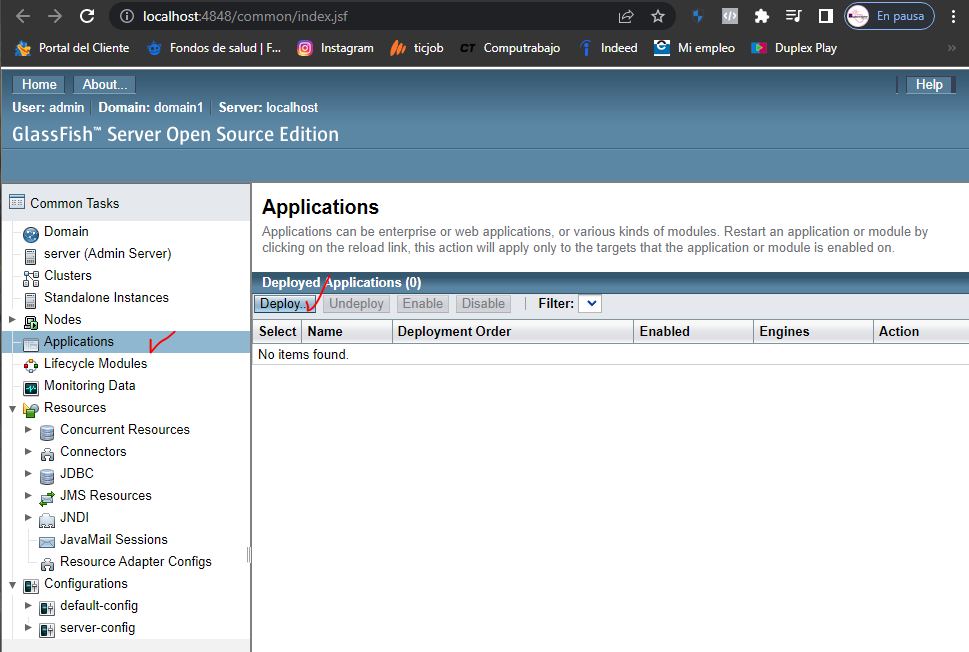 localhost:4848/common/index.jsf
En pausa
Portal del Cliente
Fondos de salud | F...
Instagram
ticjob
CT Computrabajo
Indeed
Mi empleo
Duplex Play
»
Home About... Help
User: admin Domain: domain1 Server: localhost
GlassFish™ Server Open Source Edition
Common Tasks
Domain
server (Admin Server)
Clusters
Standalone Instances
Nodes
Applications
Lifecycle Modules
Monitoring Data
Resources
Concurrent Resources
Connectors
JDBC
JMS Resources
JNDI
JavaMail Sessions
Resource Adapter Configs
Configurations
default-config
server-config
Applications
Applications can be enterprise or web applications, or various kinds of modules. Restart an application or module by
clicking on the reload link, this action will apply only to the targets that the application or module is enabled on.
Deployed Applications (0)
Deploy... Undeploy Enable Disable Filter:
Select Name Deployment Order Enabled Engines Action
No items found.